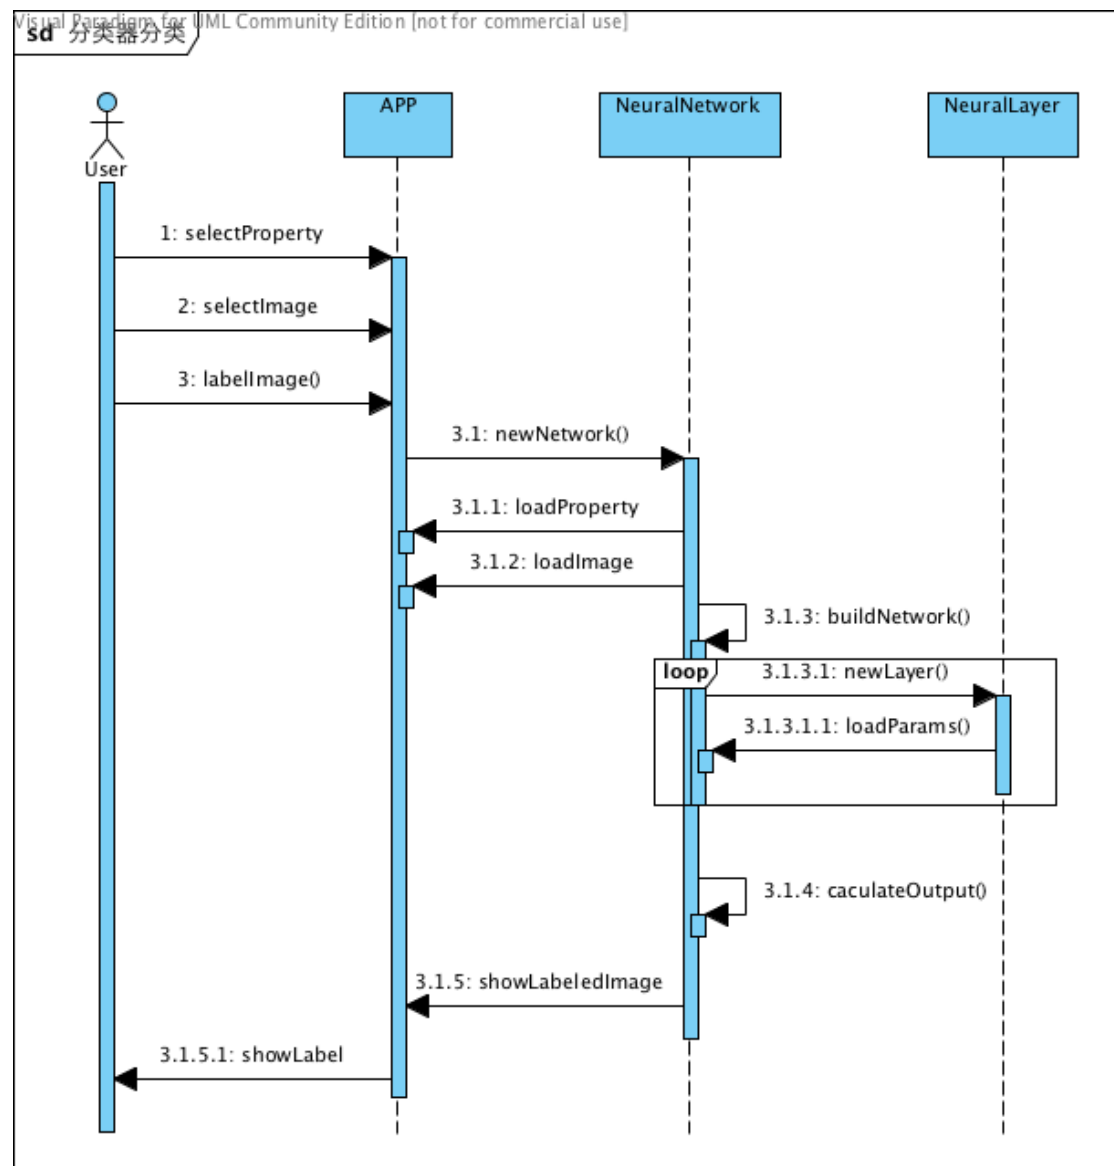 Visual Paradigm for UML Community Edition [not for commercial use]
sd 分类器分类
User
APP
NeuralNetwork
NeuralLayer
1: selectProperty
2: selectImage
3: labelImage()
3.1: newNetwork()
3.1.1: loadProperty
3.1.2: loadImage
3.1.3: buildNetwork()
loop
3.1.3.1: newLayer()
3.1.3.1.1: loadParams()
3.1.4: caculateOutput()
3.1.5: showLabeledImage
3.1.5.1: showLabel